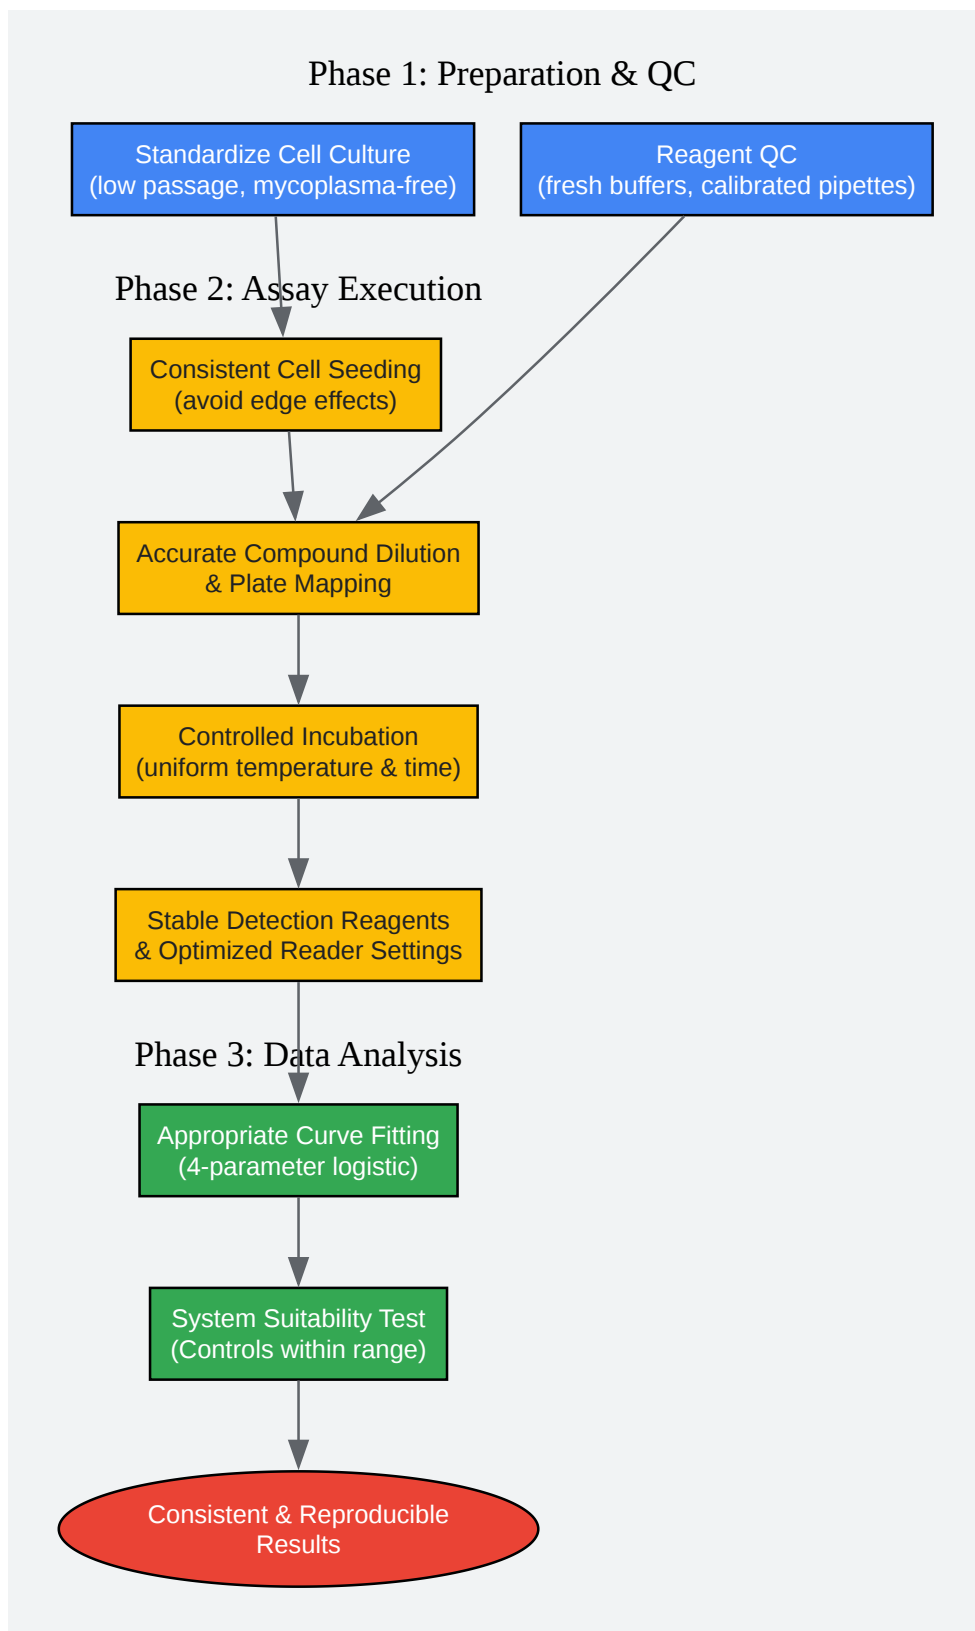 Phase 1: Preparation & QC
Standardize Cell Culture
(low passage, mycoplasma-free)
Reagent QC
(fresh buffers, calibrated pipettes)
Phase 2: Assay Execution
Consistent Cell Seeding
(avoid edge effects)
Accurate Compound Dilution
& Plate Mapping
Controlled Incubation
(uniform temperature & time)
Stable Detection Reagents
& Optimized Reader Settings
Phase 3: Data Analysis
Appropriate Curve Fitting
(4-parameter logistic)
System Suitability Test
(Controls within range)
Consistent & Reproducible
Results